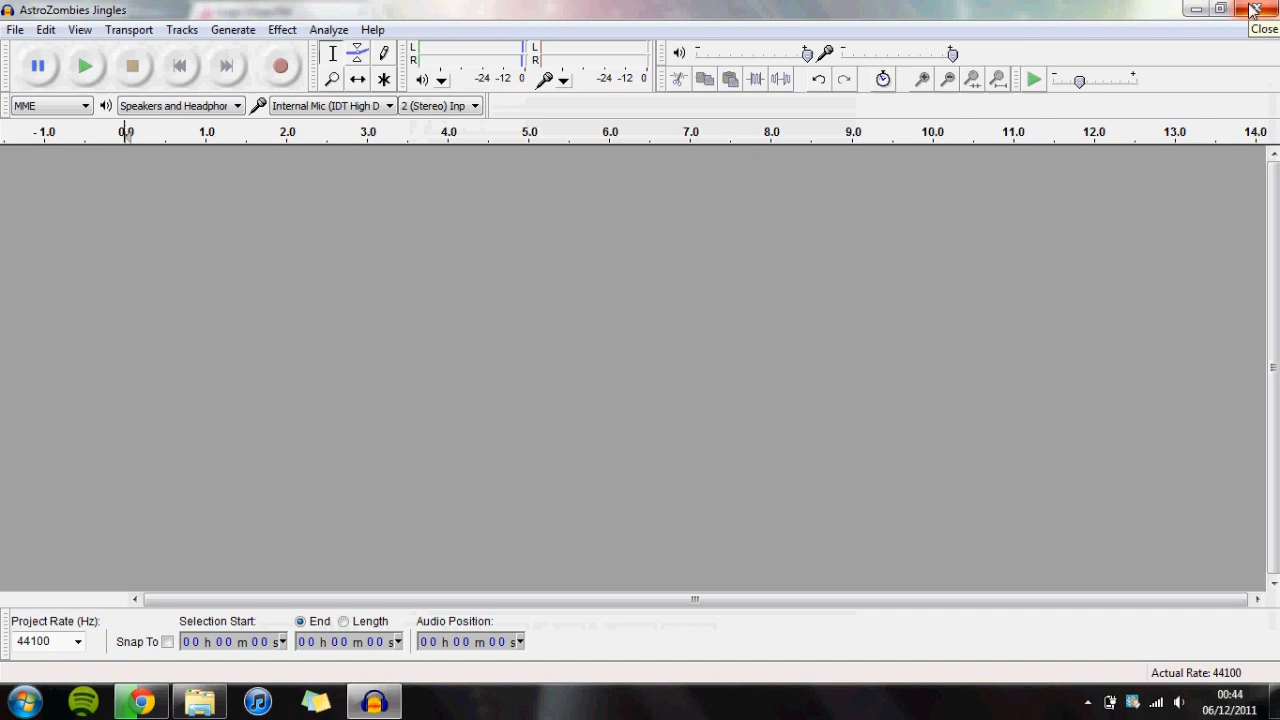 AstroZombies Jingles
Close
File Edit View Transport Tracks Generate Effect Analyze Help
L L
R R
-24 -12 0 -24 -12 0
MME Speakers and Headphor Internal Mic (IDT High D 2 (Stereo) Inp
- 1.0 0.0 1.0 2.0 3.0 4.0 5.0 6.0 7.0 8.0 9.0 10.0 11.0 12.0 13.0 14.0
Project Rate (Hz): Selection Start: End Length Audio Position:
44100 Snap To 00 h 00 m 00 s 00 h 00 m 00 s 00 h 00 m 00 s
Actual Rate: 44100
00:44
06/12/2011